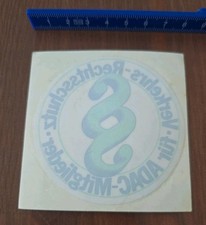 Verkehrs-Rechtsschutz
§
· für ADAC-Mitglieder ·